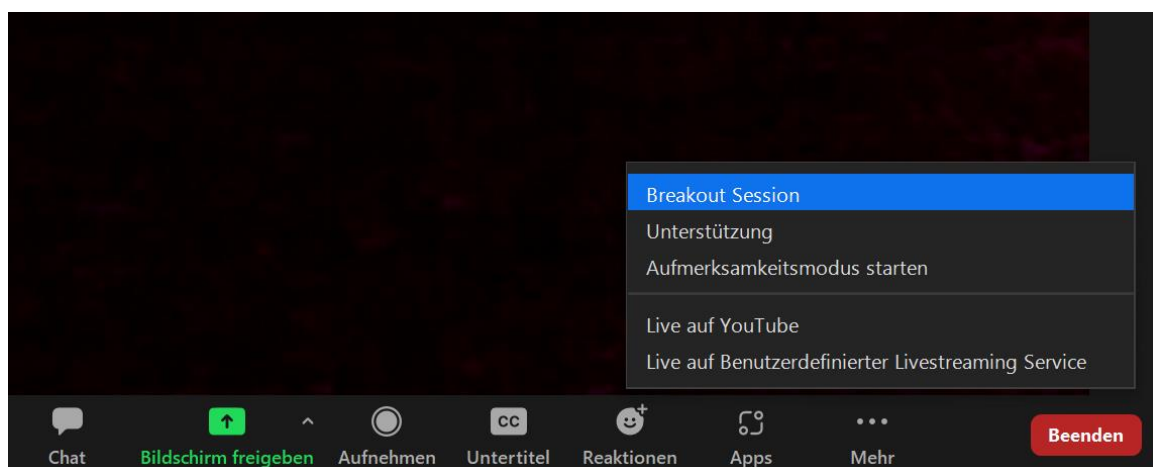 Breakout Session
Unterstützung
Aufmerksamkeitsmodus starten
Live auf YouTube
Live auf Benutzerdefinierter Livestreaming Service
CC
Chat
Bildschirm freigeben
Aufnehmen
Untertitel
Reaktionen
Apps
Mehr
Beenden